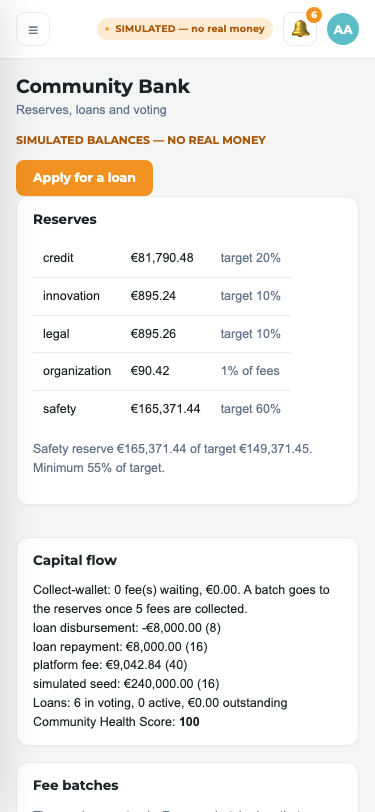 SIMULATED — no real money
6
AA
Community Bank
Reserves, loans and voting
SIMULATED BALANCES — NO REAL MONEY
Apply for a loan
Reserves
credit €81,790.48 target 20%
innovation €895.24 target 10%
legal €895.26 target 10%
organization €90.42 1% of fees
safety €165,371.44 target 60%
Safety reserve €165,371.44 of target €149,371.45.
Minimum 55% of target.
Capital flow
Collect-wallet: 0 fee(s) waiting, €0.00. A batch goes to
the reserves once 5 fees are collected.
loan disbursement: -€8,000.00 (8)
loan repayment: €8,000.00 (16)
platform fee: €9,042.84 (40)
simulated seed: €240,000.00 (16)
Loans: 6 in voting, 0 active, €0.00 outstanding
Community Health Score: 100
Fee batches